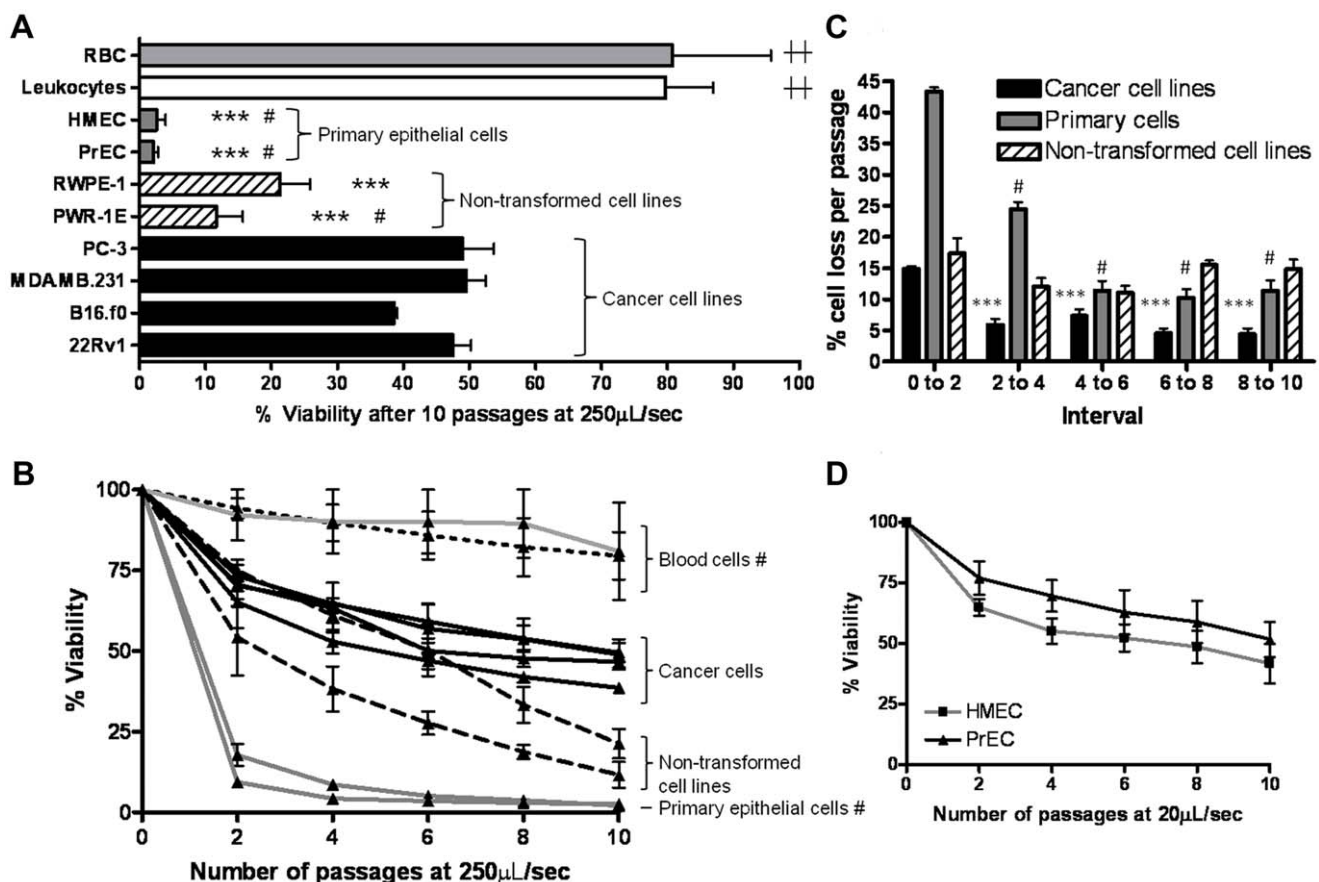 A
RBC
Leukocytes
HMEC *** #
PrEC *** #
Primary epithelial cells
RWPE-1 ***
PWR-1E *** #
Non-transformed cell lines
PC-3
MDA.MB.231
B16.f0
22Rv1
Cancer cell lines
0 10 20 30 40 50 60 70 80 90 100
% Viability after 10 passages at 250µL/sec
C
% cell loss per passage
45
40
35
30
25
20
15
10
5
0
Cancer cell lines
Primary cells
Non-transformed cell lines
#
*** # *** # *** # ***
0 to 2 2 to 4 4 to 6 6 to 8 8 to 10
Interval
B
% Viability
100
75
50
25
0
Blood cells #
Cancer cells
Non-transformed
cell lines
Primary epithelial cells #
0 2 4 6 8 10
Number of passages at 250µL/sec
D
% Viability
100
75
50
25
0
HMEC
PrEC
0 2 4 6 8 10
Number of passages at 20µL/sec